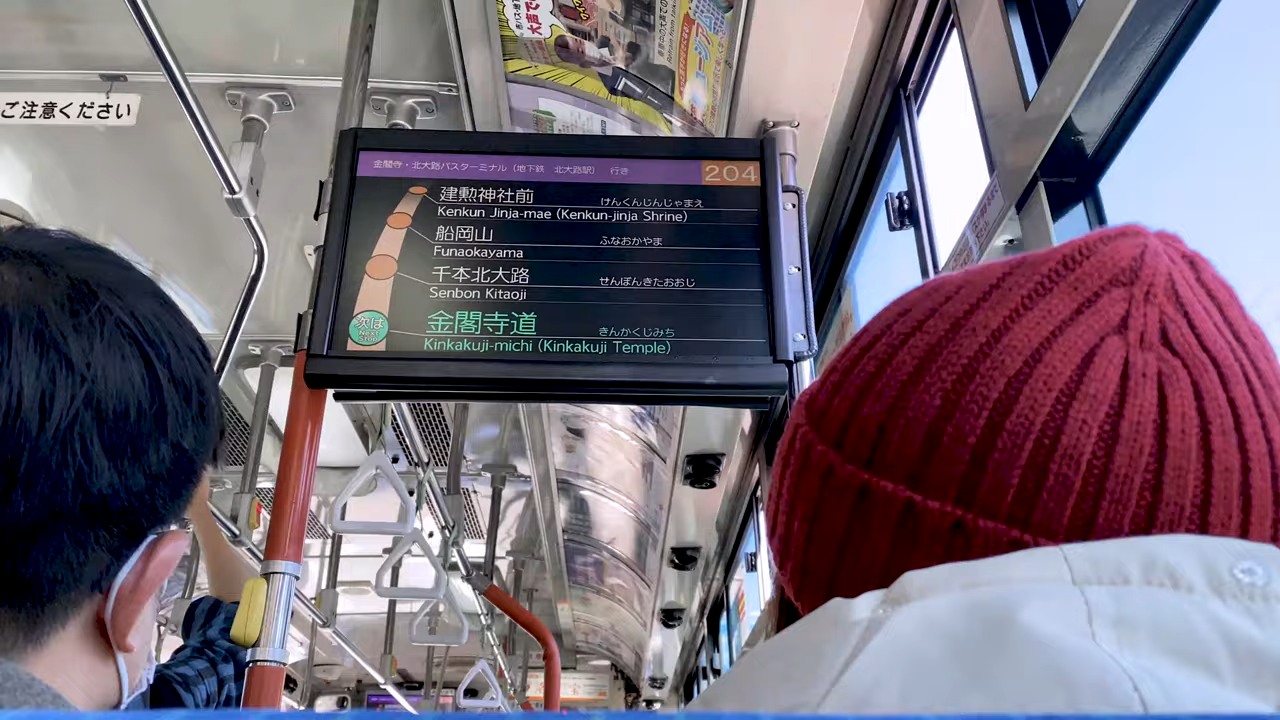 大声で
ご注意ください
金閣寺・北大路バスターミナル（地下鉄　北大路駅）　行き
204
建勲神社前 けんくんじんじゃまえ
Kenkun Jinja-mae (Kenkun-jinja Shrine)
船岡山 ふなおかやま
Funaokayama
千本北大路 せんぼんきたおおじ
Senbon Kitaoji
次は
Next
Stop
金閣寺道 きんかくじみち
Kinkakuji-michi (Kinkakuji Temple)